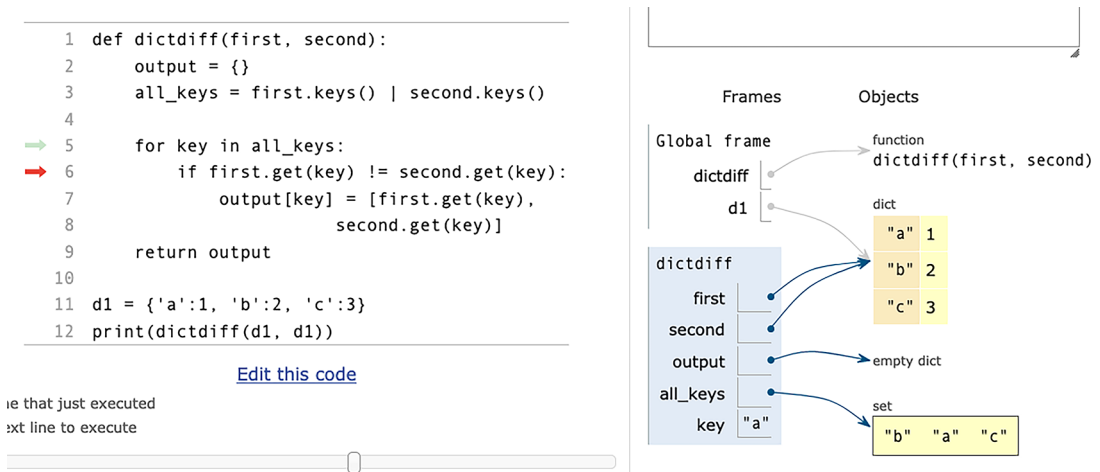 1 def dictdiff(first, second):
2 output = {}
3 all_keys = first.keys() | second.keys()
4
5 for key in all_keys:
6 if first.get(key) != second.get(key):
7 output[key] = [first.get(key),
8 second.get(key)]
9 return output
10
11 d1 = {'a':1, 'b':2, 'c':3}
12 print(dictdiff(d1, d1))
Edit this code
ne that just executed
ext line to execute
Frames Objects
Global frame
dictdiff
d1
function
dictdiff(first, second)
dict
"a" 1
"b" 2
"c" 3
dictdiff
first
second
output
all_keys
key "a"
empty dict
set
"b" "a" "c"